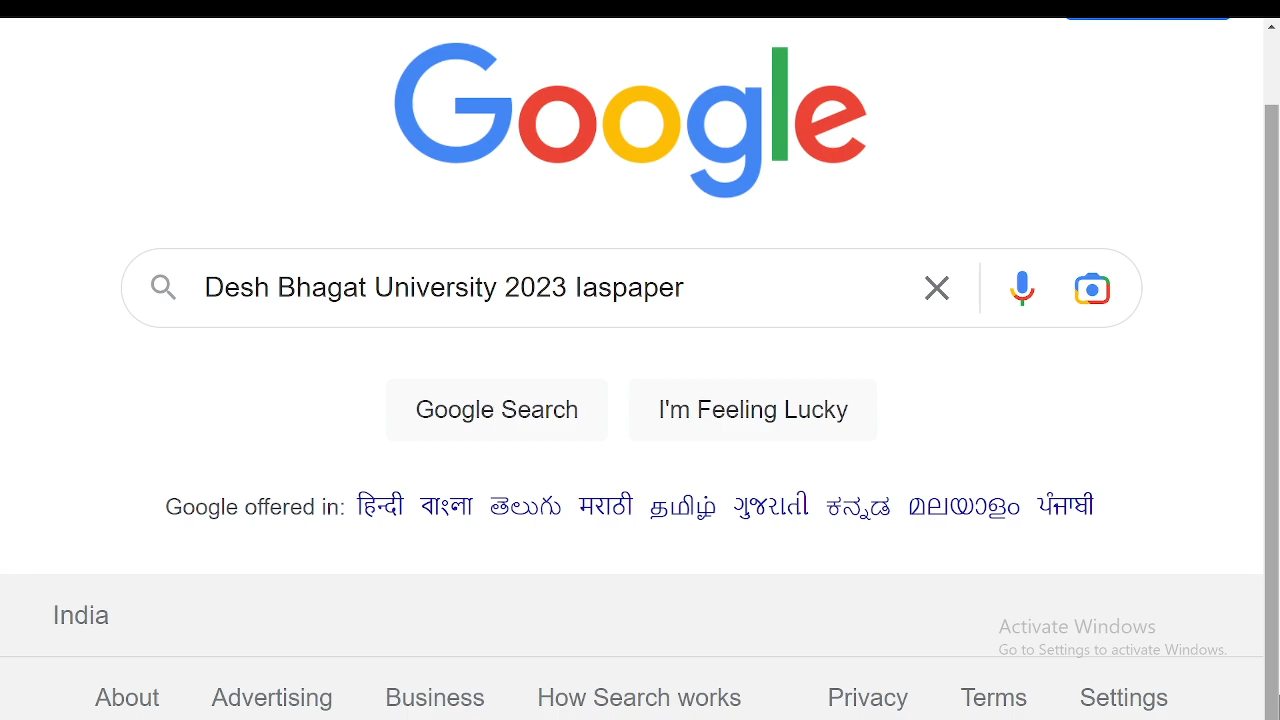 Google
Desh Bhagat University 2023 Iaspaper
Google Search I'm Feeling Lucky
Google offered in: हिन्दी বাংলা తెలుగు मराठी தமிழ் ગુજરાતી ಕನ್ನಡ മലയാളം ਪੰਜਾਬੀ
India
Activate Windows
Go to Settings to activate Windows.
About Advertising Business How Search works Privacy Terms Settings